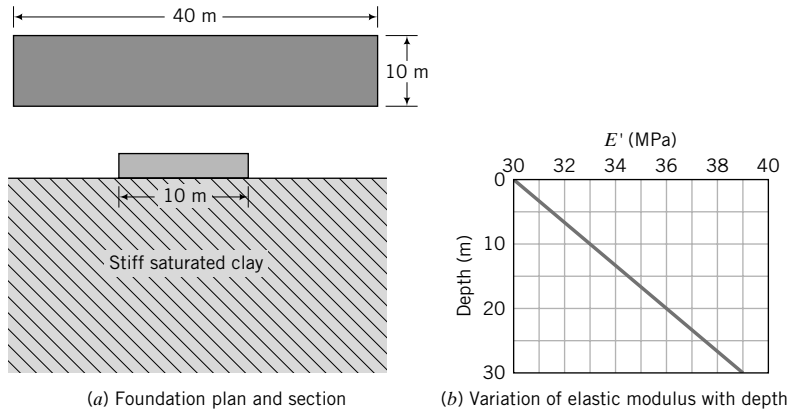 40 m
10 m
10 m
Stiff saturated clay
(a) Foundation plan and section
E' (MPa)
30 32 34 36 38 40
0
10
20
30
Depth (m)
(b) Variation of elastic modulus with depth